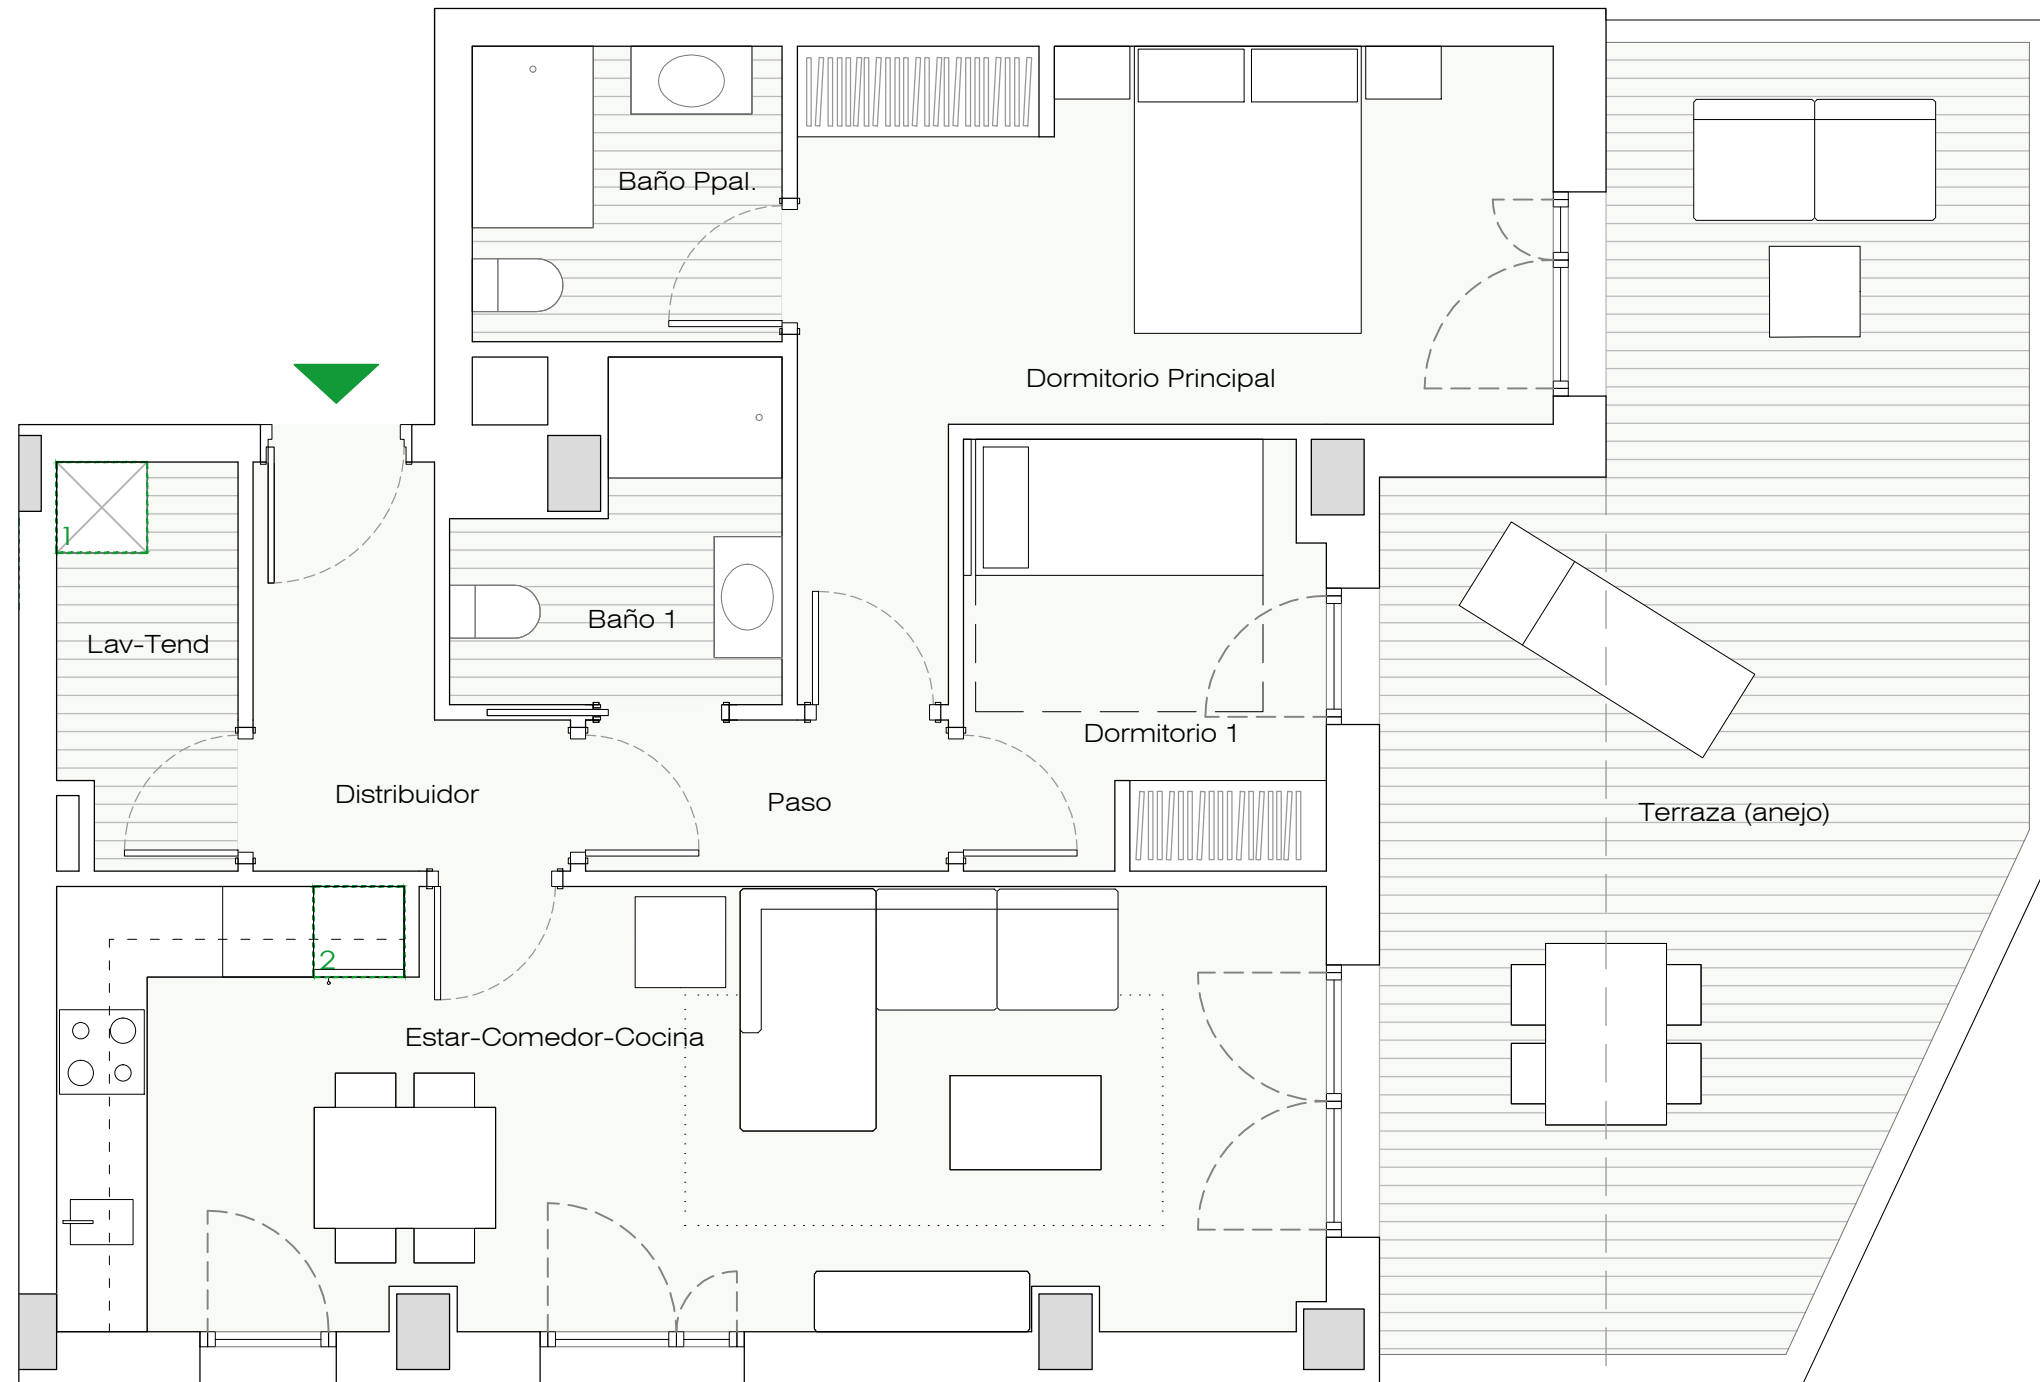 Baño Ppal.
Dormitorio Principal
1
Lav-Tend
Baño 1
Dormitorio 1
Distribuidor
Paso
Terraza (anejo)
2
Estar-Comedor-Cocina